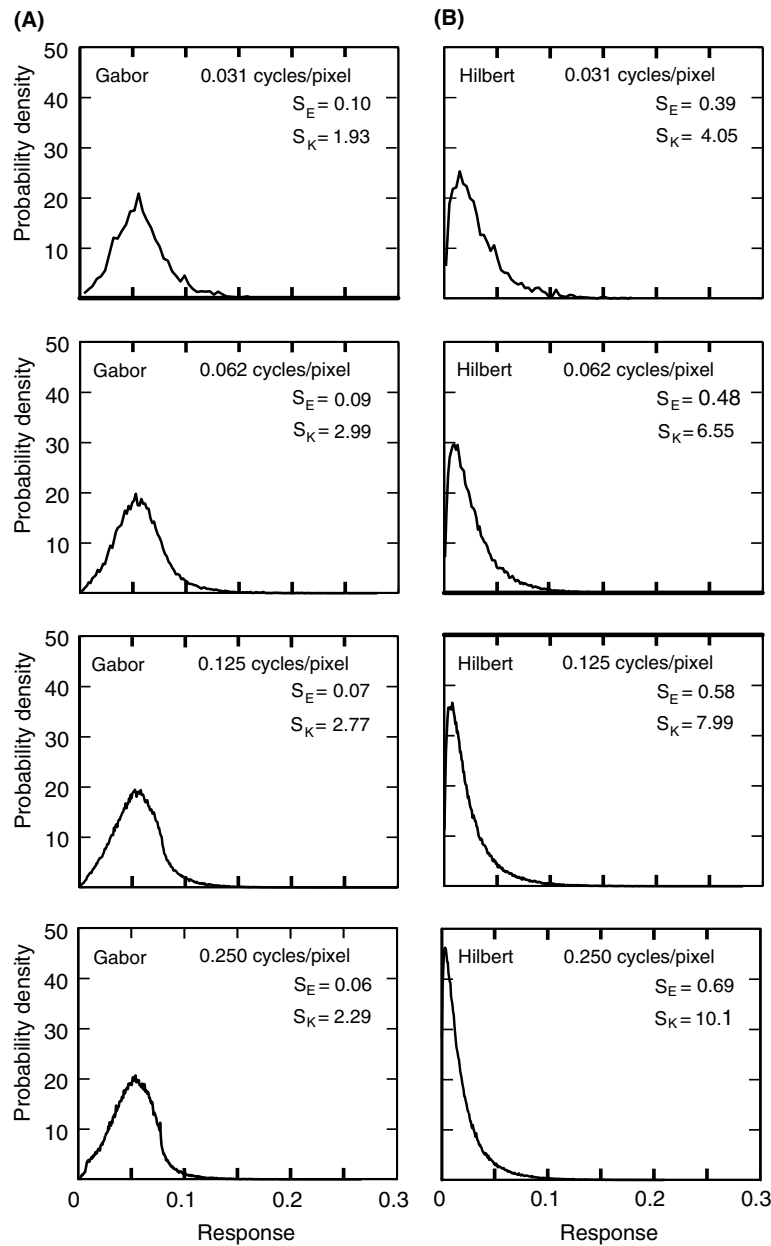 (A)
(B)
50
40
30
20
10
Probability density
Gabor 0.031 cycles/pixel
S_E = 0.10
S_K = 1.93
Hilbert 0.031 cycles/pixel
S_E = 0.39
S_K = 4.05
50
40
30
20
10
Probability density
Gabor 0.062 cycles/pixel
S_E = 0.09
S_K = 2.99
Hilbert 0.062 cycles/pixel
S_E = 0.48
S_K = 6.55
50
40
30
20
10
Probability density
Gabor 0.125 cycles/pixel
S_E = 0.07
S_K = 2.77
Hilbert 0.125 cycles/pixel
S_E = 0.58
S_K = 7.99
50
40
30
20
10
Probability density
Gabor 0.250 cycles/pixel
S_E = 0.06
S_K = 2.29
Hilbert 0.250 cycles/pixel
S_E = 0.69
S_K = 10.1
0 0.1 0.2 0.3
Response
0 0.1 0.2 0.3
Response